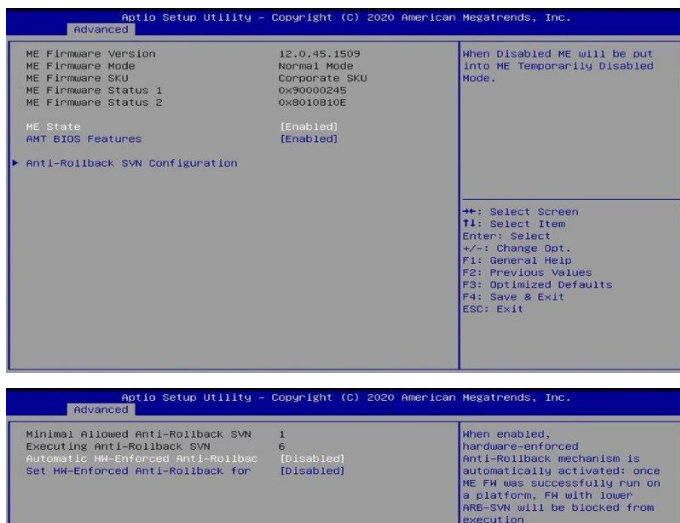 Aptio Setup Utility - Copyright (C) 2020 American Megatrends, Inc.
Advanced
ME Firmware Version 12.0.45.1509
ME Firmware Mode Normal Mode
ME Firmware SKU Corporate SKU
ME Firmware Status 1 0x90000245
ME Firmware Status 2 0x8010810E
ME State [Enabled]
AMT BIOS Features [Enabled]
Anti-Rollback SVN Configuration
When Disabled ME will be put
into ME Temporarily Disabled
Mode.
→←: Select Screen
↑↓: Select Item
Enter: Select
+/-: Change Opt.
F1: General Help
F2: Previous Values
F3: Optimized Defaults
F4: Save & Exit
ESC: Exit
Aptio Setup Utility - Copyright (C) 2020 American Megatrends, Inc.
Advanced
Minimal Allowed Anti-Rollback SVN 1
Executing Anti-Rollback SVN 6
Automatic HW-Enforced Anti-Rollbac [Disabled]
Set HW-Enforced Anti-Rollback for [Disabled]
When enabled,
hardware-enforced
Anti-Rollback mechanism is
automatically activated: once
ME FW was successfully run on
a platform, FW with lower
ARB-SVN will be blocked from
execution